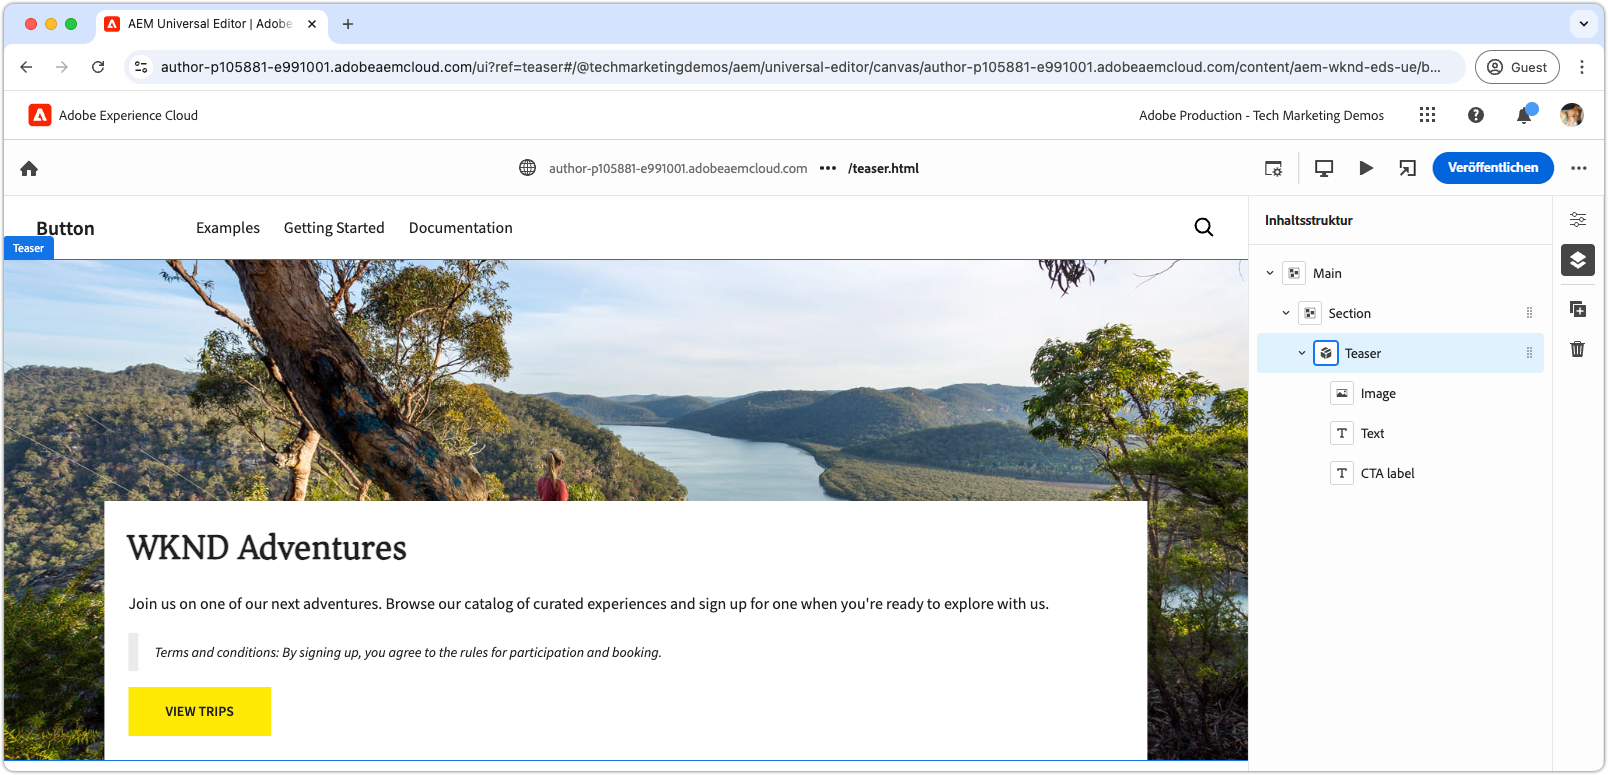 AEM Universal Editor | Adobe
author-p105881-e991001.adobeaemcloud.com/ui?ref=teaser#/@techmarketingdemos/aem/universal-editor/canvas/author-p105881-e991001.adobeaemcloud.com/content/aem-wknd-eds-ue/b...
Guest
Adobe Experience Cloud
Adobe Production - Tech Marketing Demos
author-p105881-e991001.adobeaemcloud.com ••• /teaser.html
Veröffentlichen
Button
Examples
Getting Started
Documentation
Teaser
WKND Adventures
Join us on one of our next adventures. Browse our catalog of curated experiences and sign up for one when you're ready to explore with us.
Terms and conditions: By signing up, you agree to the rules for participation and booking.
VIEW TRIPS
Inhaltsstruktur
Main
Section
Teaser
Image
Text
CTA label